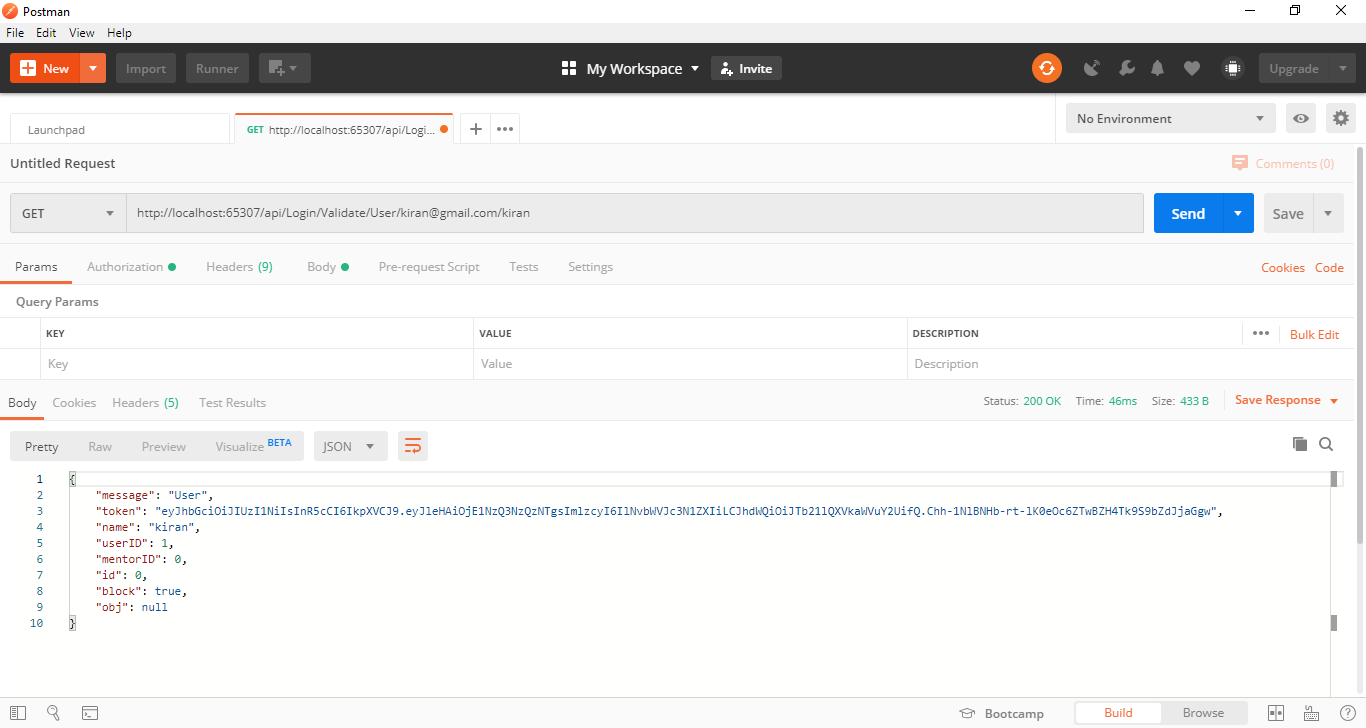 Postman
File Edit View Help
New Import Runner My Workspace Invite Upgrade
Launchpad GET http://localhost:65307/api/Logi... No Environment
Untitled Request Comments (0)
GET http://localhost:65307/api/Login/Validate/User/kiran@gmail.com/kiran Send Save
Params Authorization Headers (9) Body Pre-request Script Tests Settings Cookies Code
Query Params
KEY VALUE DESCRIPTION Bulk Edit
Key Value Description
Body Cookies Headers (5) Test Results Status: 200 OK Time: 46ms Size: 433 B Save Response
Pretty Raw Preview Visualize BETA JSON
1 {
2 "message": "User",
3 "token": "eyJhbGciOiJIUzI1NiIsInR5cCI6IkpXVCJ9.eyJleHAiOjE1NzQ3NzQzNTgsImlzcyI6IlNvbWVJc3N1ZXIiLCJhdWQiOiJTb21lQXVkaWVuY2UifQ.Chh-1NlBNHb-rt-lK0eOc6ZTwBZH4Tk9S9bZdJjaGgw",
4 "name": "kiran",
5 "userID": 1,
6 "mentorID": 0,
7 "id": 0,
8 "block": true,
9 "obj": null
10 }
Bootcamp Build Browse